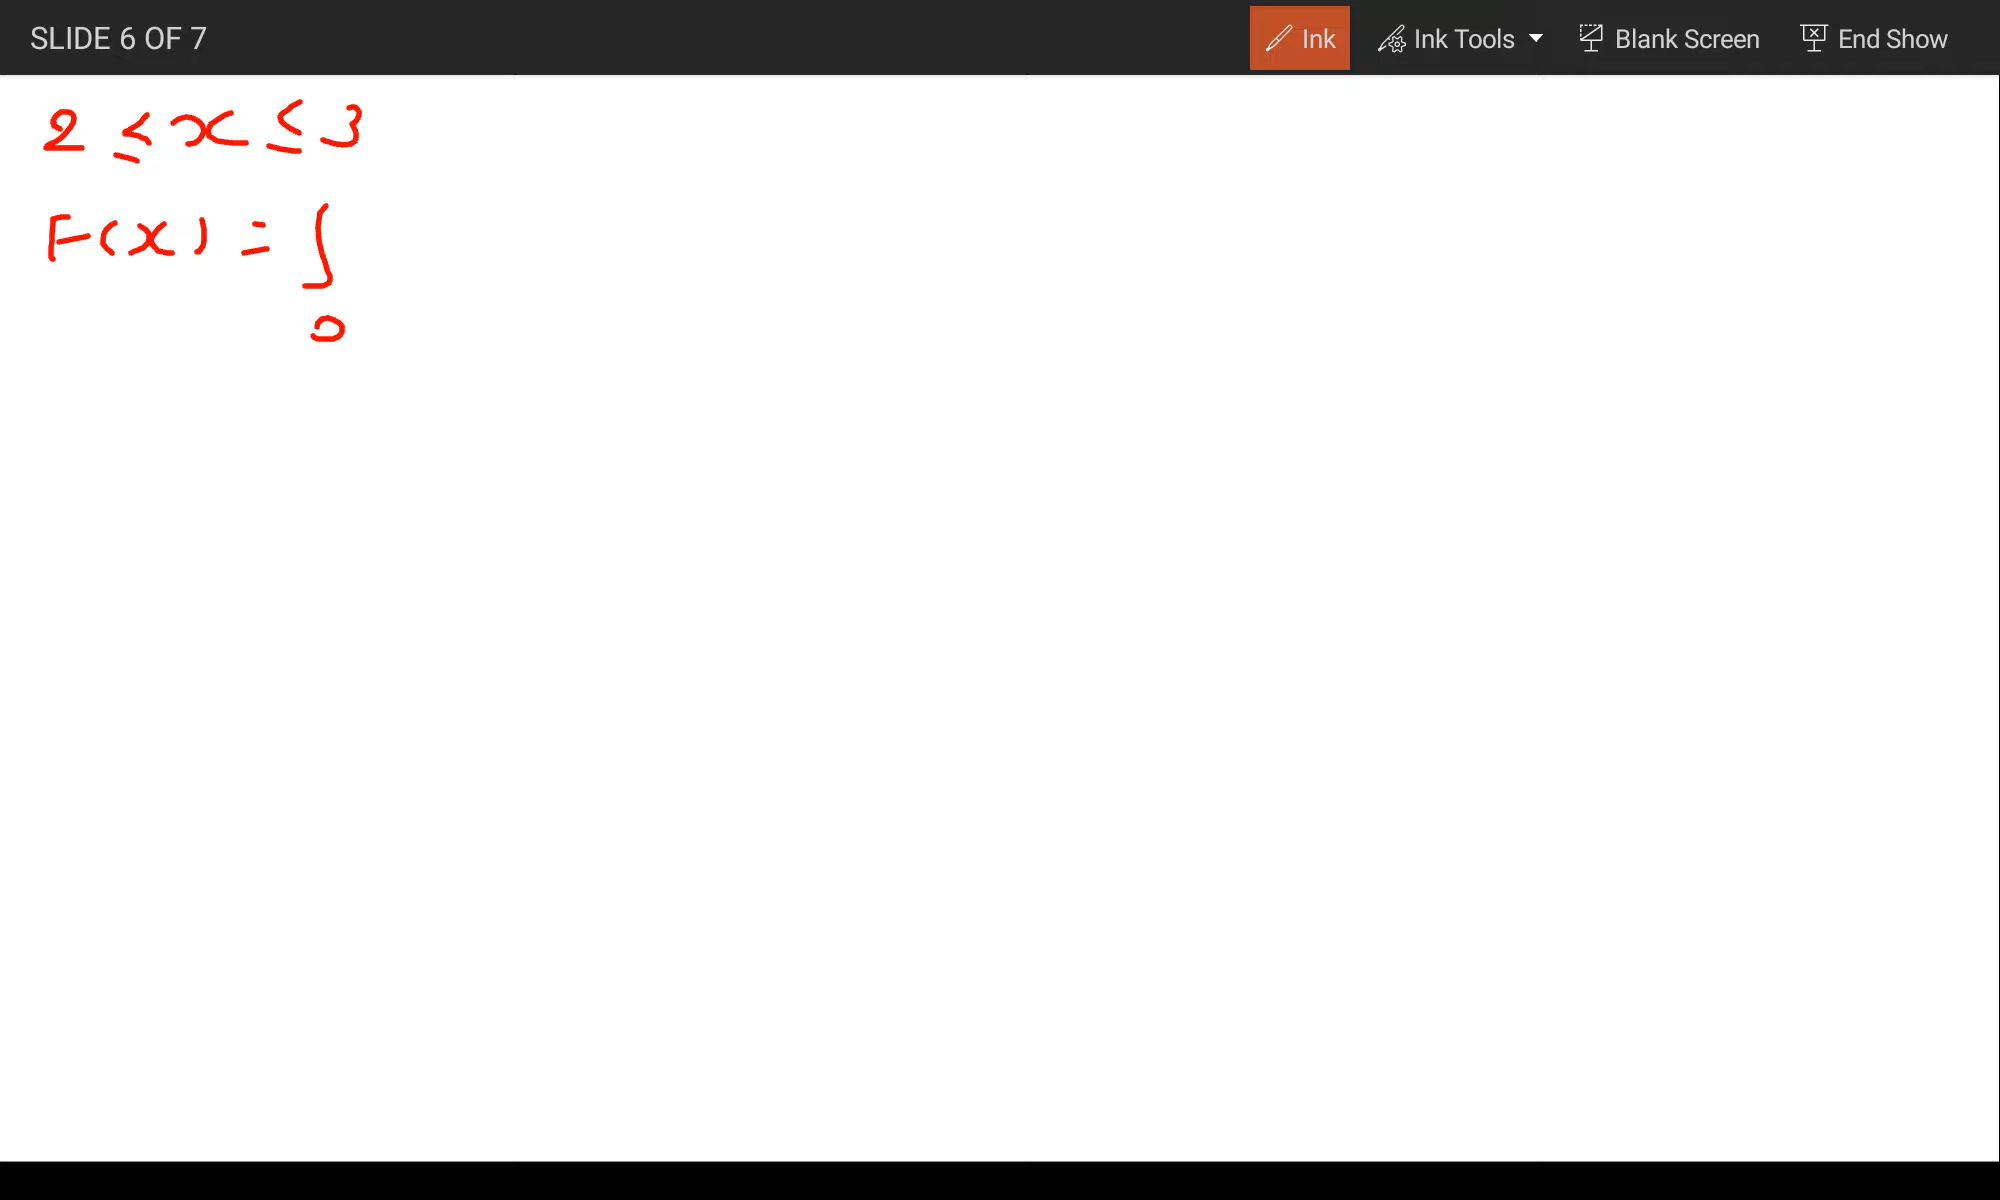 SLIDE 6 OF 7 Ink Ink Tools Blank Screen End Show
2 ≤ x ≤ 3
F(x) = ∫
0